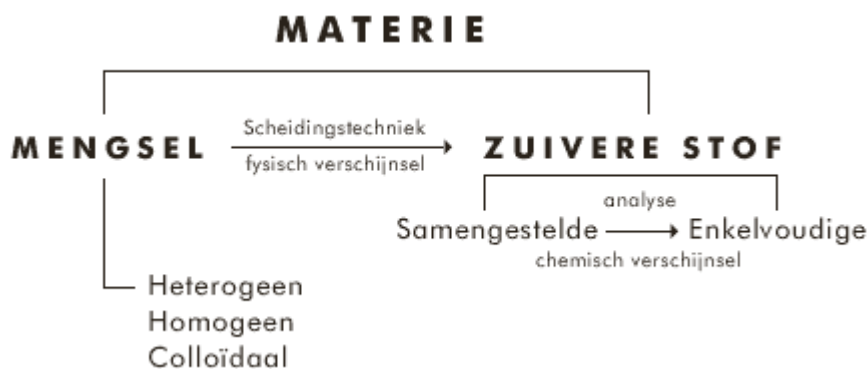 MATERIE
MENGSEL
Scheidingstechniek
fysisch verschijnsel
ZUIVERE STOF
analyse
Samengestelde
Enkelvoudige
chemisch verschijnsel
Heterogeen
Homogeen
Colloïdaal